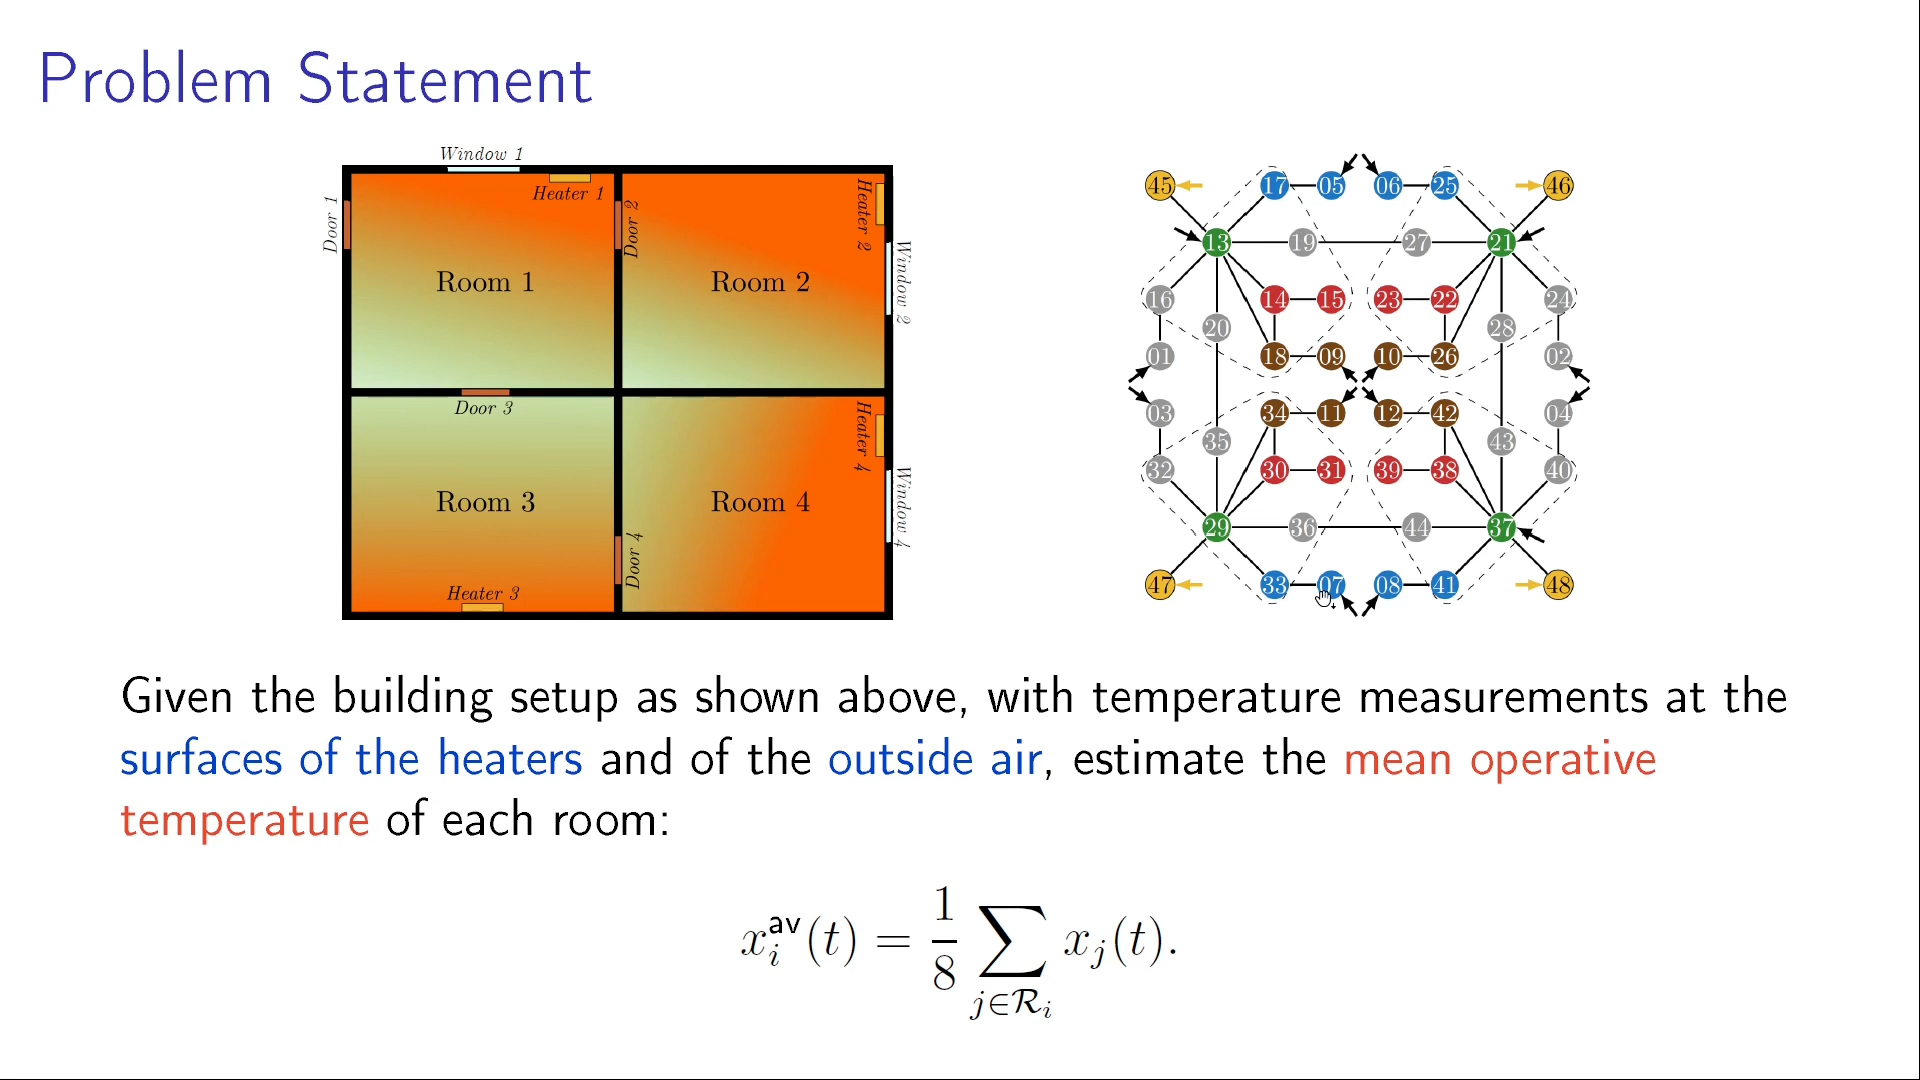 Problem Statement
Window 1
Door 1
Heater 1
Door 2
Heater 2
Window 2
Room 1
Room 2
Door 3
Heater 4
Window 4
Room 3
Room 4
Door 4
Heater 3
45 17 05 06 25 46
13 19 27 21
16 14 15 23 22 24
20 28
01 18 09 10 26 02
03 34 11 12 42 04
35 43
32 30 31 39 38 40
29 36 44 37
47 33 07 08 41 48
Given the building setup as shown above, with temperature measurements at the
surfaces of the heaters and of the outside air, estimate the mean operative
temperature of each room:
x_i^{av}(t) = \frac{1}{8} \sum_{j∈\mathcal{R}_i} x_j(t).